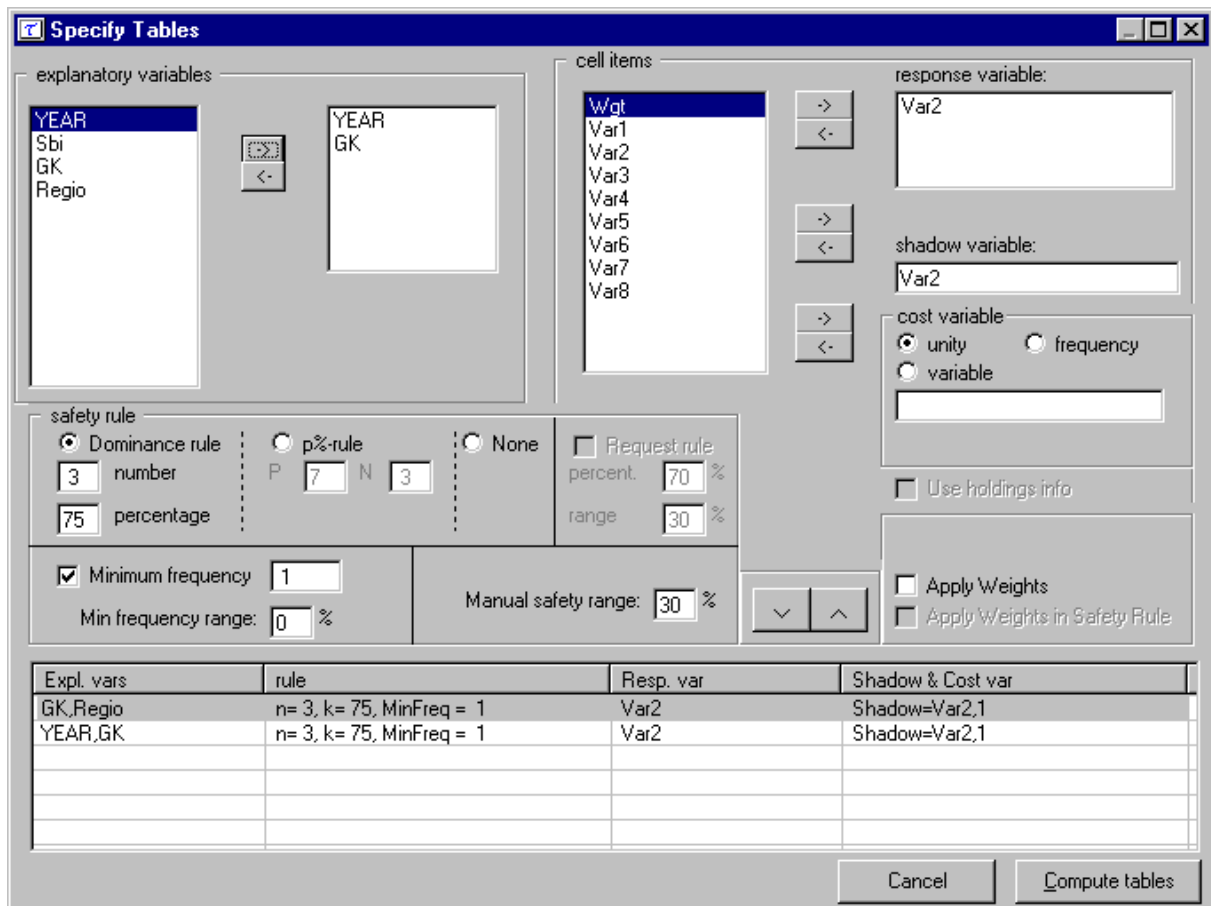 Specify Tables
explanatory variables
YEAR
Sbi
GK
Regio
->
<-
YEAR
GK
cell items
Wgt
Var1
Var2
Var3
Var4
Var5
Var6
Var7
Var8
->
<-
->
<-
->
<-
response variable:
Var2
shadow variable:
Var2
cost variable
unity frequency
variable
safety rule
Dominance rule
3 number
75 percentage
p%-rule
P 7 N 3
None
Request rule
percent. 70 %
range 30 %
Use holdings info
Minimum frequency 1
Min frequency range: 0 %
Manual safety range: 30 %
Apply Weights
Apply Weights in Safety Rule
Expl. vars rule Resp. var Shadow & Cost var
GK,Regio n= 3, k= 75, MinFreq = 1 Var2 Shadow=Var2,1
YEAR,GK n= 3, k= 75, MinFreq = 1 Var2 Shadow=Var2,1
Cancel Compute tables